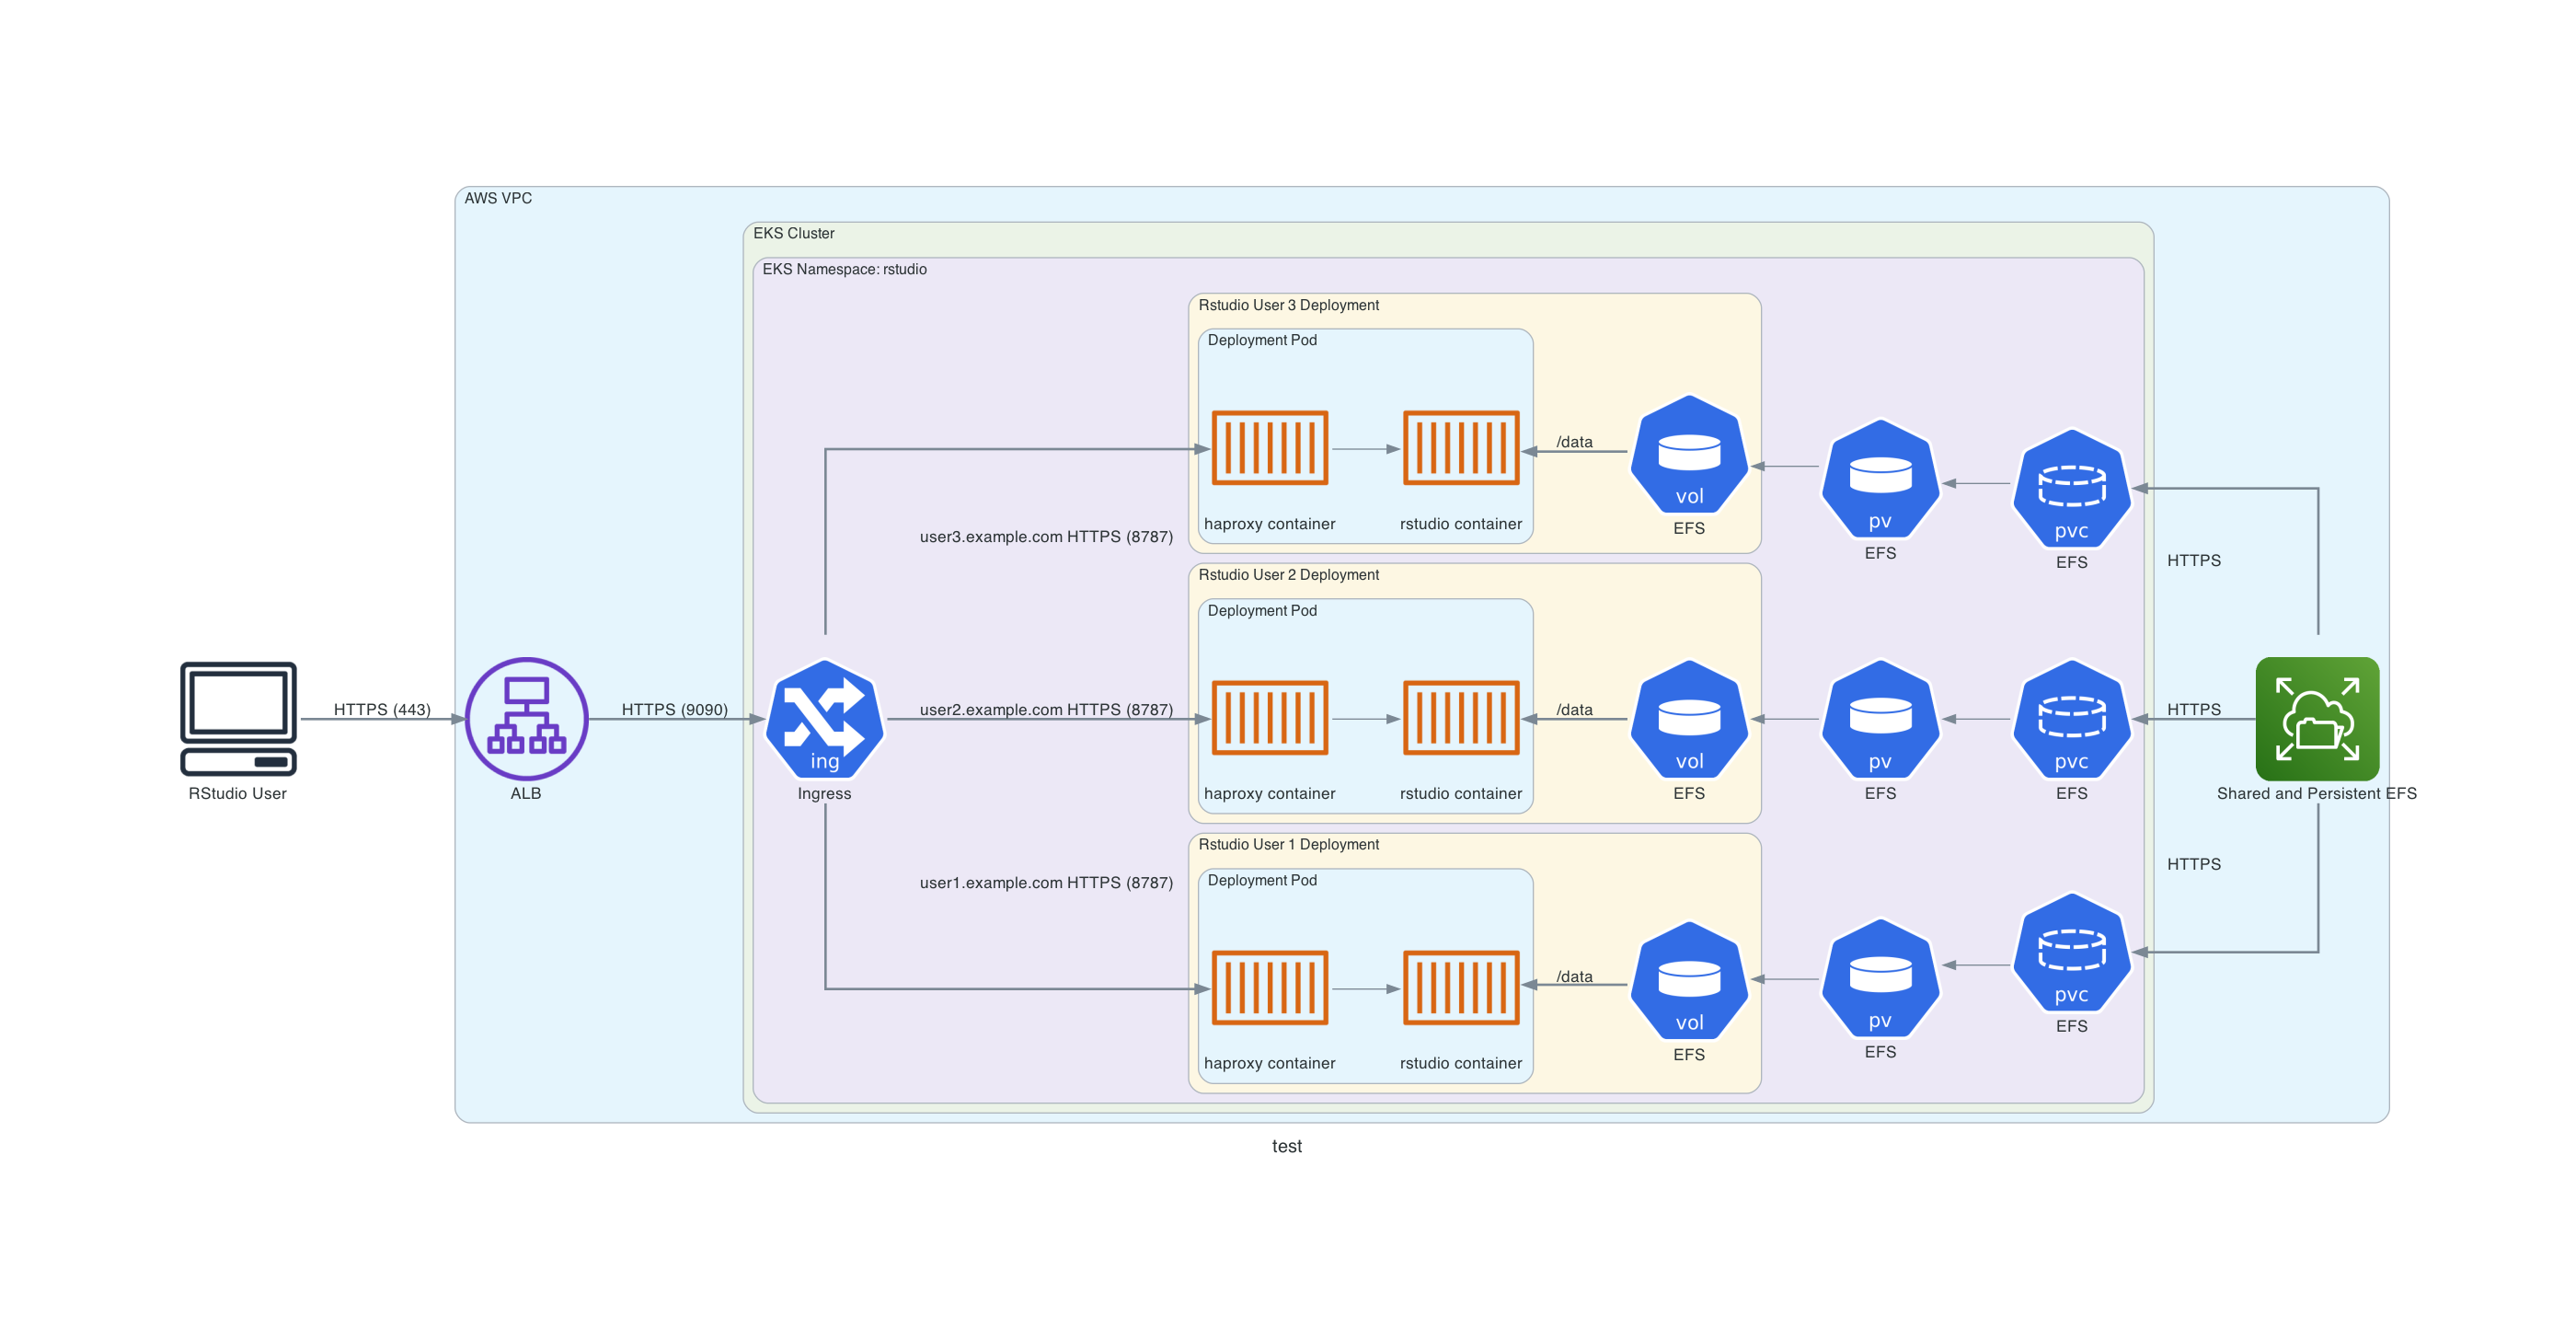 AWS VPC
EKS Cluster
EKS Namespace: rstudio
Rstudio User 3 Deployment
Deployment Pod
haproxy container
rstudio container
/data
vol
EFS
pv
EFS
pvc
EFS
user3.example.com HTTPS (8787)
HTTPS
Rstudio User 2 Deployment
Deployment Pod
RStudio User
HTTPS (443)
ALB
HTTPS (9090)
ing
Ingress
user2.example.com HTTPS (8787)
haproxy container
rstudio container
/data
vol
EFS
pv
EFS
pvc
EFS
HTTPS
Shared and Persistent EFS
Rstudio User 1 Deployment
Deployment Pod
user1.example.com HTTPS (8787)
HTTPS
haproxy container
rstudio container
/data
vol
EFS
pv
EFS
pvc
EFS
test